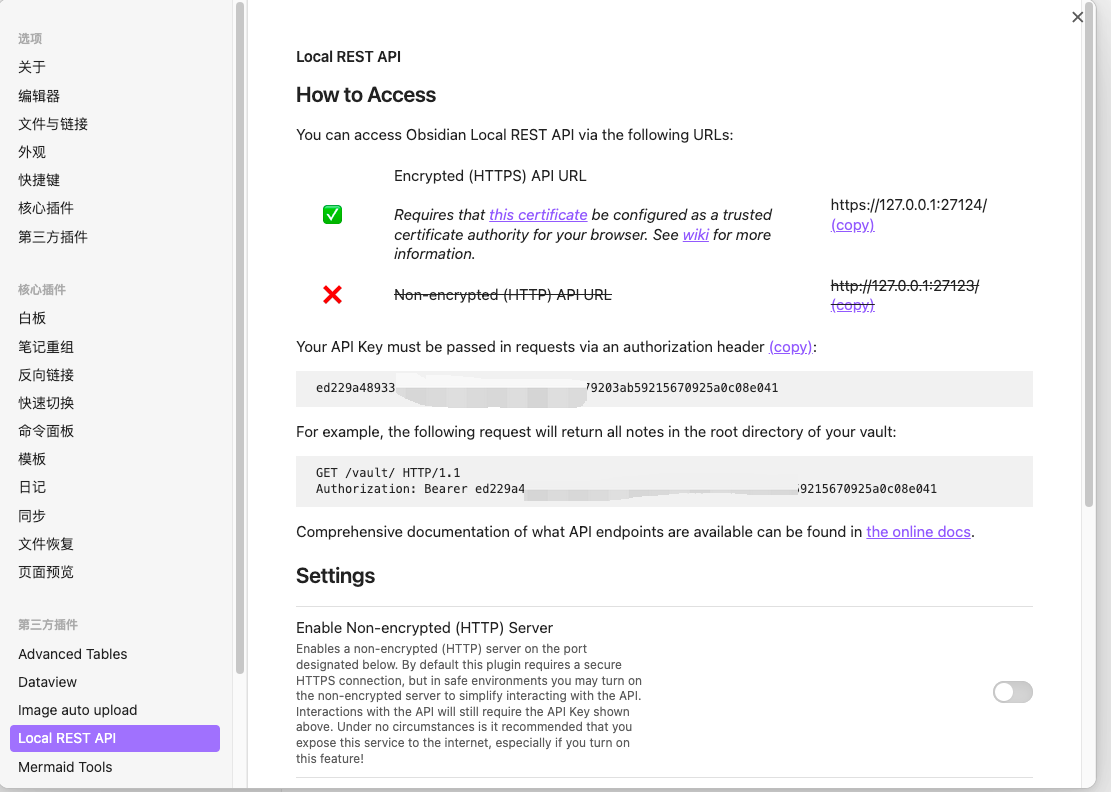 选项
关于
编辑器
文件与链接
外观
快捷键
核心插件
第三方插件
核心插件
白板
笔记重组
反向链接
快速切换
命令面板
模板
日记
同步
文件恢复
页面预览
第三方插件
Advanced Tables
Dataview
Image auto upload
Local REST API
Mermaid Tools
Local REST API
How to Access
You can access Obsidian Local REST API via the following URLs:
Encrypted (HTTPS) API URL
Requires that this certificate be configured as a trusted
certificate authority for your browser. See wiki for more
information.
https://127.0.0.1:27124/
(copy)
Non-encrypted (HTTP) API URL
http://127.0.0.1:27123/
(copy)
Your API Key must be passed in requests via an authorization header (copy):
ed229a48933 79203ab59215670925a0c08e041
For example, the following request will return all notes in the root directory of your vault:
GET /vault/ HTTP/1.1
Authorization: Bearer ed229a4 9215670925a0c08e041
Comprehensive documentation of what API endpoints are available can be found in the online docs.
Settings
Enable Non-encrypted (HTTP) Server
Enables a non-encrypted (HTTP) server on the port
designated below. By default this plugin requires a secure
HTTPS connection, but in safe environments you may turn on
the non-encrypted server to simplify interacting with the API.
Interactions with the API will still require the API Key shown
above. Under no circumstances is it recommended that you
expose this service to the internet, especially if you turn on
this feature!